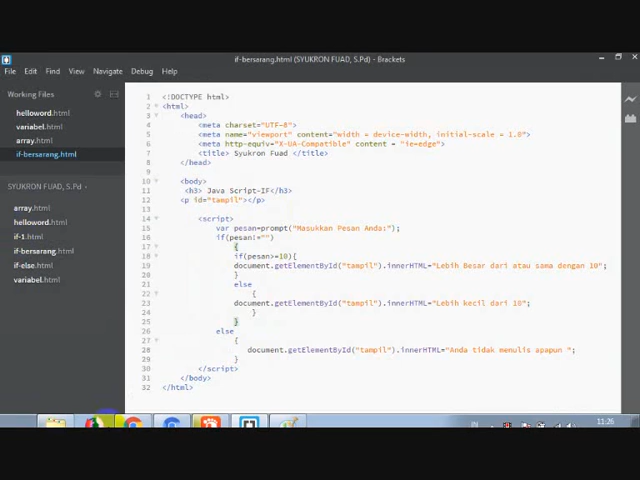 if-bersarang.html (SYUKRON FUAD, S.Pd) - Brackets
File Edit Find View Navigate Debug Help
Working Files
helloword.html
variabel.html
array.html
if-bersarang.html
SYUKRON FUAD, S.Pd
array.html
helloword.html
if-1.html
if-bersarang.html
if-else.html
variabel.html
1 <!DOCTYPE html>
2 <html>
3 <head>
4 <meta charset="UTF-8">
5 <meta name="viewport" content="width = device-width, initial-scale = 1.0">
6 <meta http-equiv="X-UA-Compatible" content = "ie=edge">
7 <title> Syukron Fuad </title>
8 </head>
9
10 <body>
11 <h3> Java Script-IF</h3>
12 <p id="tampil"></p>
13
14 <script>
15 var pesan=prompt("Masukkan Pesan Anda:");
16 if(pesan!="")
17 {
18 if(pesan>=10){
19 document.getElementById("tampil").innerHTML="Lebih Besar dari atau sama dengan 10";
20 }
21 else
22 {
23 document.getElementById("tampil").innerHTML="Lebih kecil dari 10";
24 }
25 }
26 else
27 {
28 document.getElementById("tampil").innerHTML="Anda tidak menulis apapun ";
29 }
30 </script>
31 </body>
32 </html>
11:26